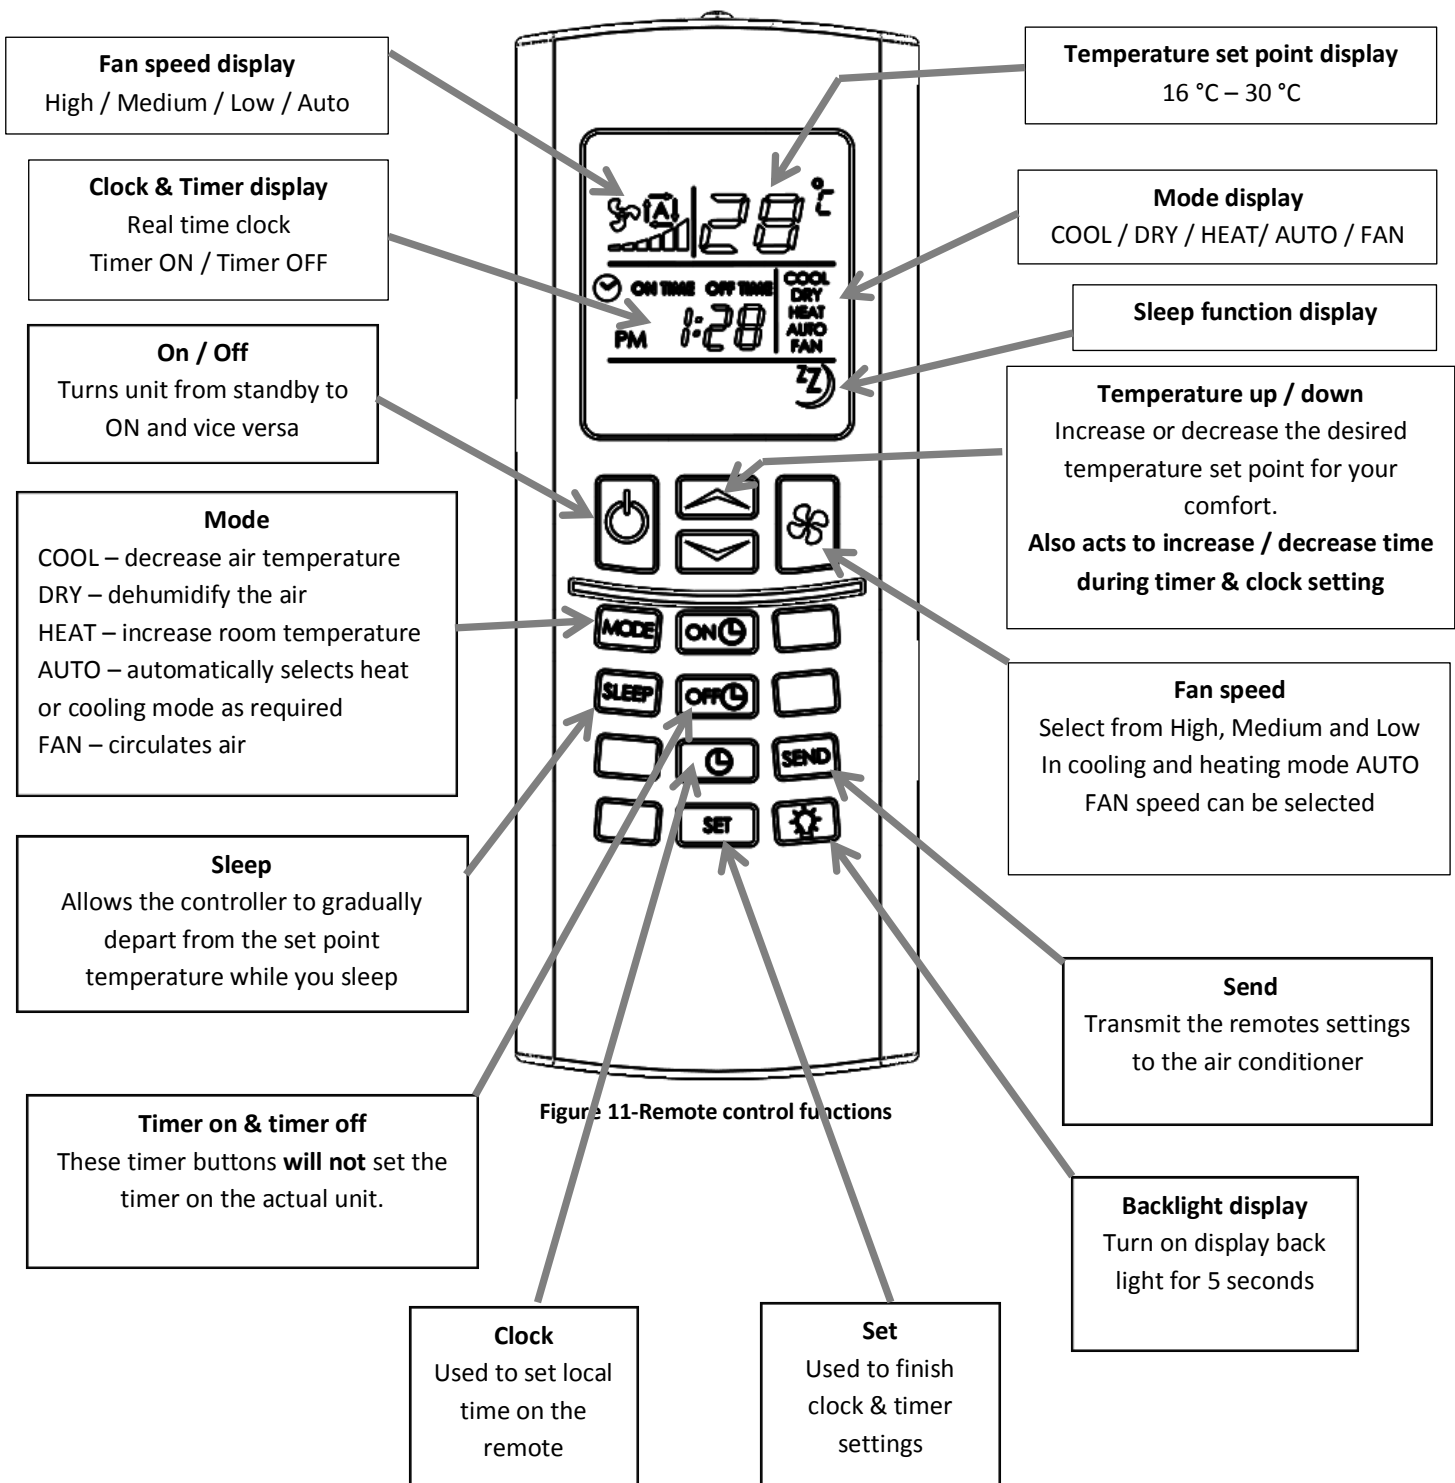 Fan speed display
High / Medium / Low / Auto
Temperature set point display
16 °C – 30 °C
Clock & Timer display
Real time clock
Timer ON / Timer OFF
Mode display
COOL / DRY / HEAT/ AUTO / FAN
Sleep function display
On / Off
Turns unit from standby to
ON and vice versa
Temperature up / down
Increase or decrease the desired
temperature set point for your
comfort.
Also acts to increase / decrease time
during timer & clock setting
Mode
COOL – decrease air temperature
DRY – dehumidify the air
HEAT – increase room temperature
AUTO – automatically selects heat
or cooling mode as required
FAN – circulates air
Fan speed
Select from High, Medium and Low
In cooling and heating mode AUTO
FAN speed can be selected
A
28 °C
ON TIME OFF TIME
PM 1:28
COOL
DRY
HEAT
AUTO
FAN
ZZ
MODE ON
SLEEP OFF
SEND
SET
Sleep
Allows the controller to gradually
depart from the set point
temperature while you sleep
Send
Transmit the remotes settings
to the air conditioner
Figure 11-Remote control functions
Timer on & timer off
These timer buttons will not set the
timer on the actual unit.
Backlight display
Turn on display back
light for 5 seconds
Clock
Used to set local
time on the
remote
Set
Used to finish
clock & timer
settings